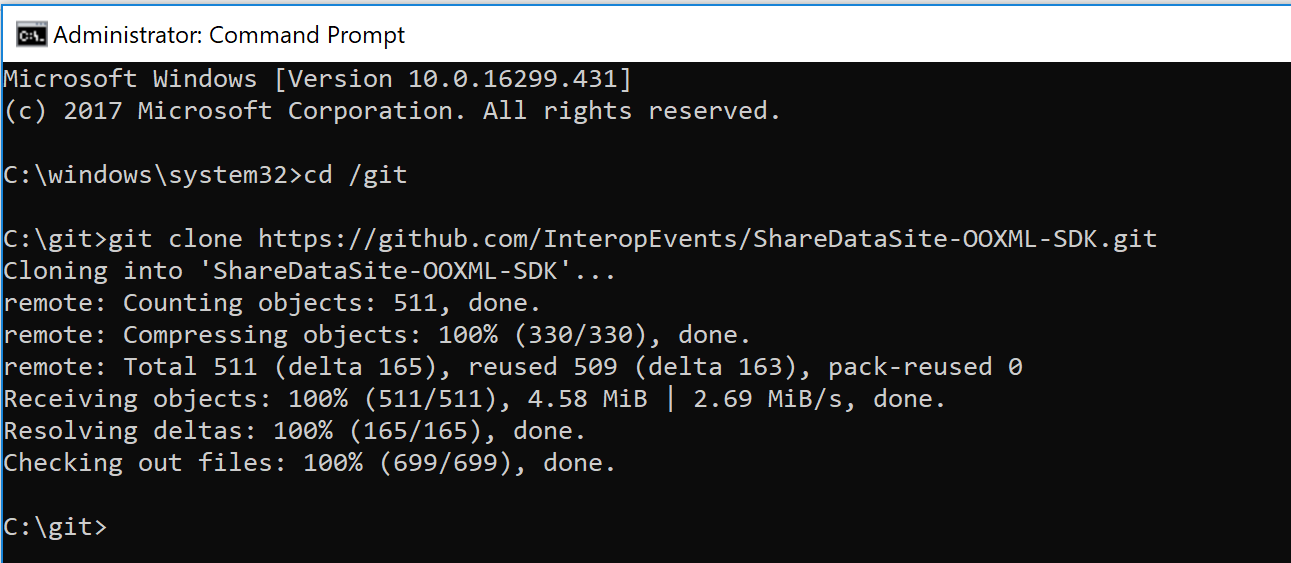 Administrator: Command Prompt
Microsoft Windows [Version 10.0.16299.431]
(c) 2017 Microsoft Corporation. All rights reserved.
C:\windows\system32>cd /git
C:\git>git clone https://github.com/InteropEvents/ShareDataSite-OOXML-SDK.git
Cloning into 'ShareDataSite-OOXML-SDK'...
remote: Counting objects: 511, done.
remote: Compressing objects: 100% (330/330), done.
remote: Total 511 (delta 165), reused 509 (delta 163), pack-reused 0
Receiving objects: 100% (511/511), 4.58 MiB | 2.69 MiB/s, done.
Resolving deltas: 100% (165/165), done.
Checking out files: 100% (699/699), done.
C:\git>